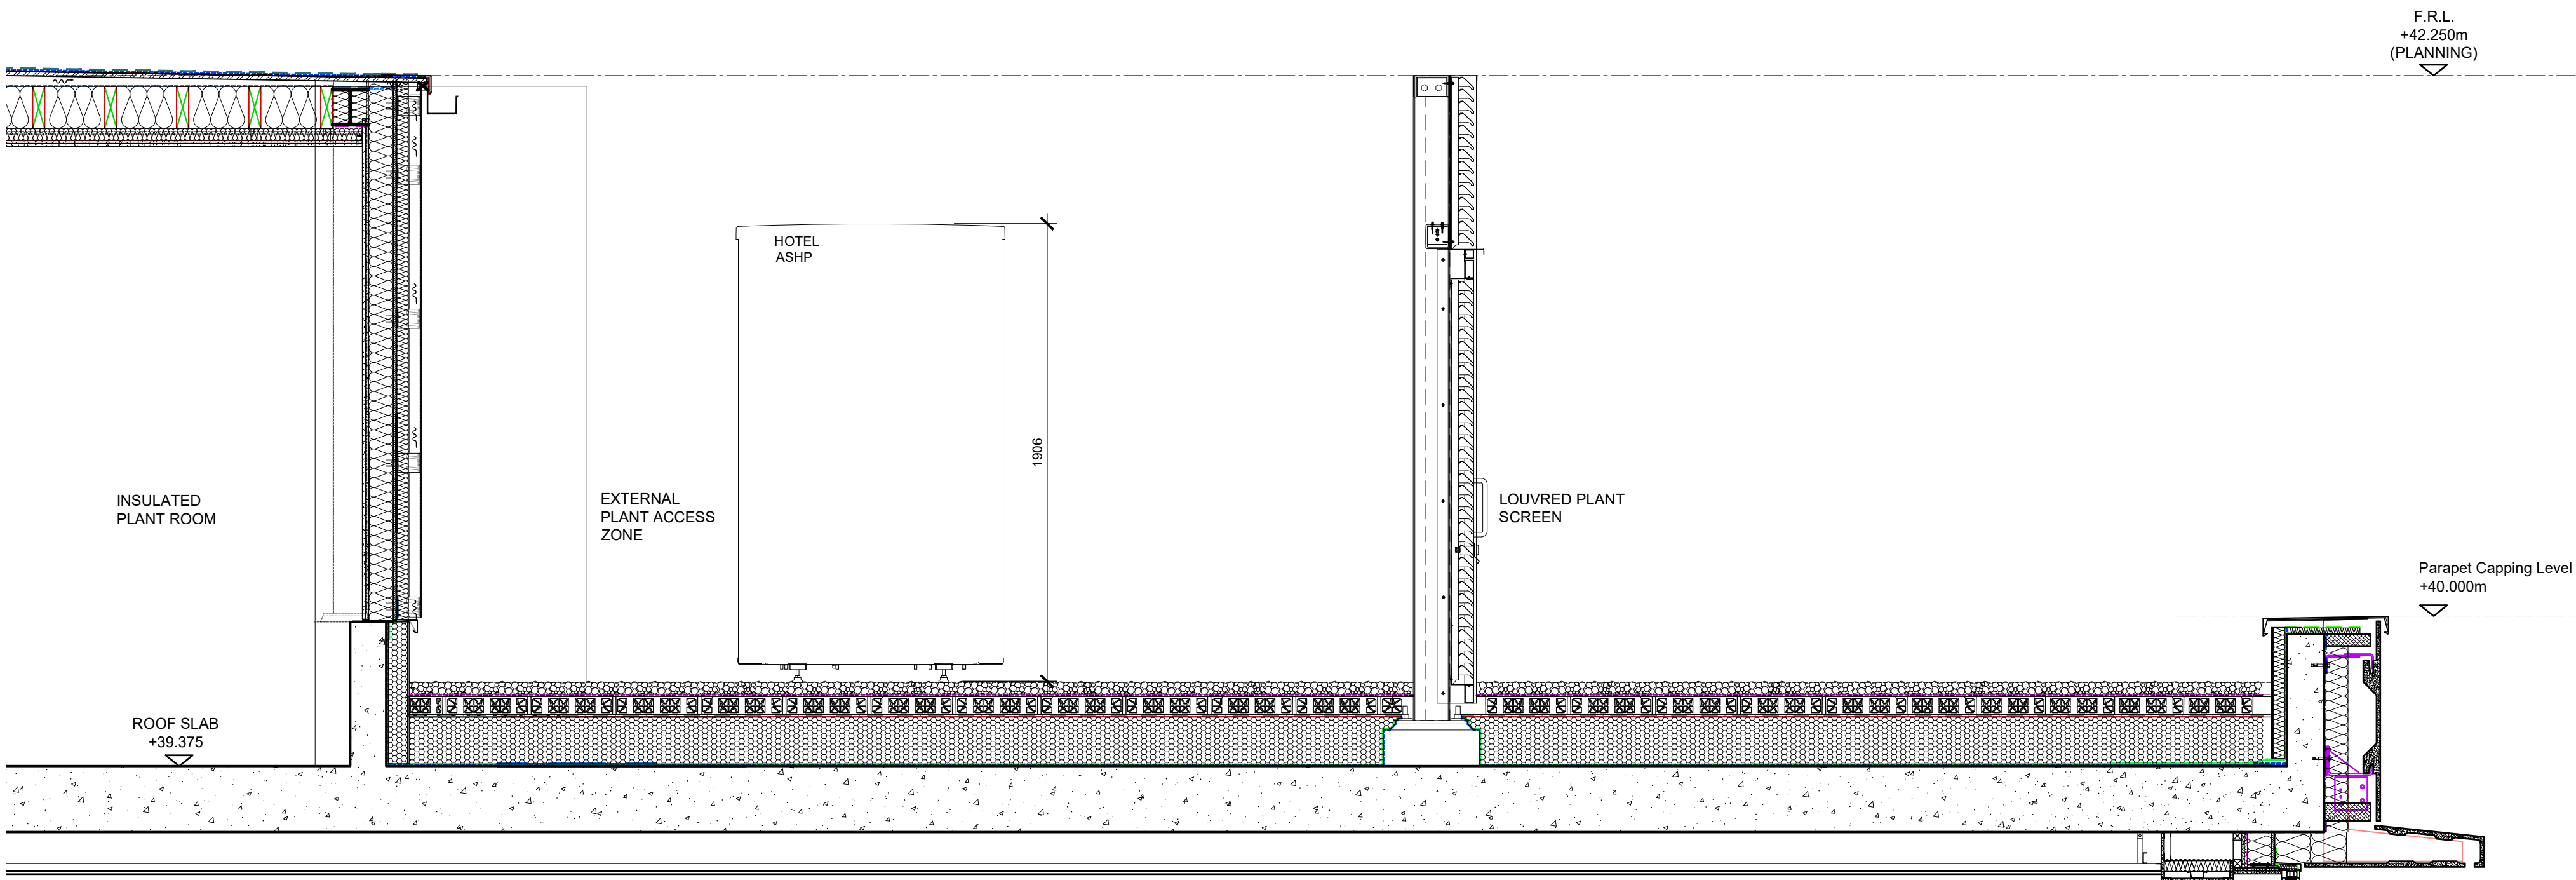 F.R.L.
+42.250m
(PLANNING)
HOTEL
ASHP
1906
INSULATED
PLANT ROOM
EXTERNAL
PLANT ACCESS
ZONE
LOUVRED PLANT
SCREEN
Parapet Capping Level
+40.000m
ROOF SLAB
+39.375